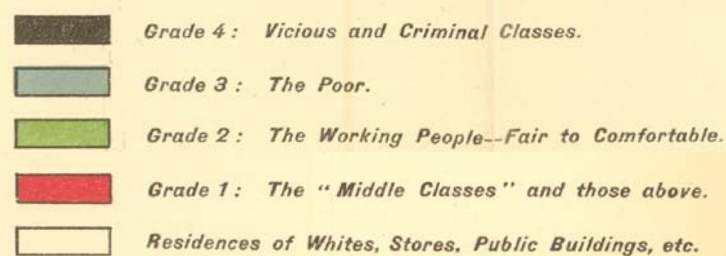 Grade 4: Vicious and Criminal Classes.
Grade 3: The Poor.
Grade 2: The Working People--Fair to Comfortable.
Grade 1: The "Middle Classes" and those above.
Residences of Whites, Stores, Public Buildings, etc.